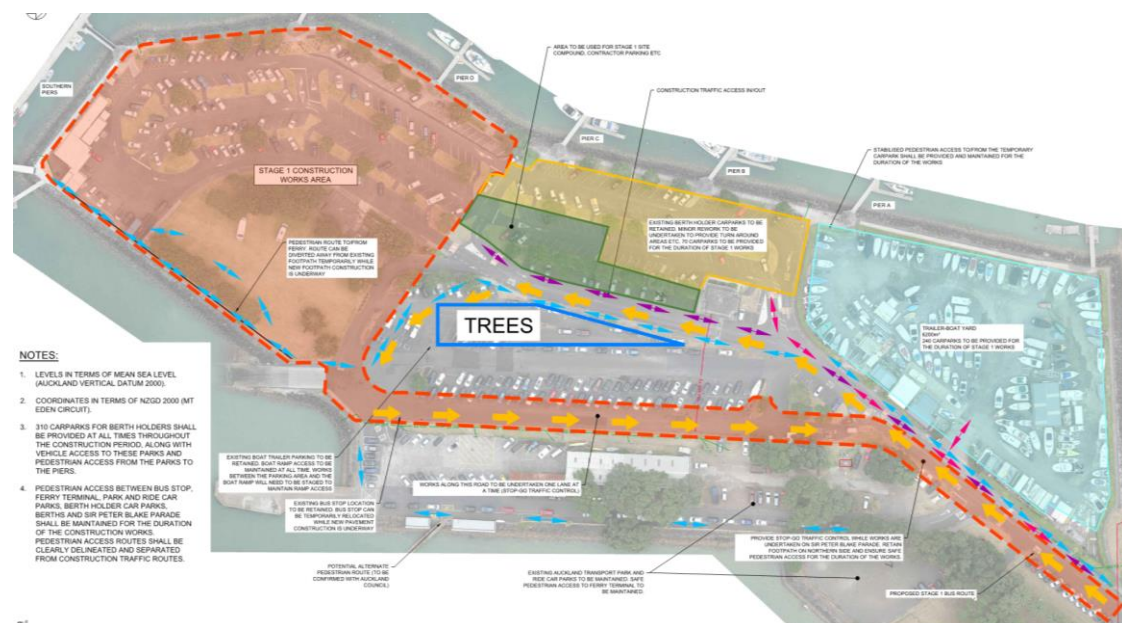 AREA TO BE USED FOR STAGE 1 SITE
COMPOUND, CONTRACTOR PARKING ETC
CONSTRUCTION TRAFFIC ACCESS IN/OUT
SOUTHERN
PIERS
PIER D
PIER C
PIER B
PIER A
STABILISED PEDESTRIAN ACCESS TO/FROM THE TEMPORARY
CARPARK SHALL BE PROVIDED AND MAINTAINED FOR THE
DURATION OF THE WORKS
STAGE 1 CONSTRUCTION
WORKS AREA
EXISTING BERTH HOLDER CARPARKS TO BE
RETAINED. MINOR REWORK TO BE
UNDERTAKEN TO PROVIDE TURN AROUND
AREAS ETC. 70 CARPARKS TO BE PROVIDED
FOR THE DURATION OF STAGE 1 WORKS
PEDESTRIAN ROUTE TO/FROM
FERRY. ROUTE CAN BE
DIVERTED AWAY FROM EXISTING
FOOTPATH TEMPORARILY WHILE
NEW FOOTPATH CONSTRUCTION
IS UNDERWAY
TREES
TRAILER-BOAT YARD
6200m²
240 CARPARKS TO BE PROVIDED FOR
THE DURATION OF STAGE 1 WORKS
NOTES:
1. LEVELS IN TERMS OF MEAN SEA LEVEL
(AUCKLAND VERTICAL DATUM 2000).
2. COORDINATES IN TERMS OF NZGD 2000 (MT
EDEN CIRCUIT).
3. 310 CARPARKS FOR BERTH HOLDERS SHALL
BE PROVIDED AT ALL TIMES THROUGHOUT
THE CONSTRUCTION PERIOD, ALONG WITH
VEHICLE ACCESS TO THESE PARKS AND
PEDESTRIAN ACCESS FROM THE PARKS TO
THE PIERS.
4. PEDESTRIAN ACCESS BETWEEN BUS STOP,
FERRY TERMINAL, PARK AND RIDE CAR
PARKS, BERTH HOLDER CAR PARKS,
BERTHS AND SIR PETER BLAKE PARADE
SHALL BE MAINTAINED FOR THE DURATION
OF THE CONSTRUCTION WORKS.
PEDESTRIAN ACCESS ROUTES SHALL BE
CLEARLY DELINEATED AND SEPARATED
FROM CONSTRUCTION TRAFFIC ROUTES.
EXISTING BOAT TRAILER PARKING TO BE
RETAINED. BOAT RAMP ACCESS TO BE
MAINTAINED AT ALL TIME. WORKS
BETWEEN THE PARKING AREA AND THE
BOAT RAMP WILL NEED TO BE STAGED TO
MAINTAIN RAMP ACCESS
WORKS ALONG THIS ROAD TO BE UNDERTAKEN ONE LANE AT
A TIME (STOP-GO TRAFFIC CONTROL)
EXISTING BUS STOP LOCATION
TO BE RETAINED. BUS STOP CAN
BE TEMPORARILY RELOCATED
WHILE NEW PAVEMENT
CONSTRUCTION IS UNDERWAY
PROVIDE STOP-GO TRAFFIC CONTROL WHILE WORKS ARE
UNDERTAKEN ON SIR PETER BLAKE PARADE. RETAIN
FOOTPATH ON NORTHERN SIDE AND ENSURE SAFE
PEDESTRIAN ACCESS FOR THE DURATION OF THE WORKS.
POTENTIAL ALTERNATE
PEDESTRIAN ROUTE (TO BE
CONFIRMED WITH AUCKLAND
COUNCIL)
EXISTING AUCKLAND TRANSPORT PARK AND
RIDE CAR PARKS TO BE MAINTAINED. SAFE
PEDESTRIAN ACCESS TO FERRY TERMINAL TO
BE MAINTAINED.
PROPOSED STAGE 1 BUS ROUTE